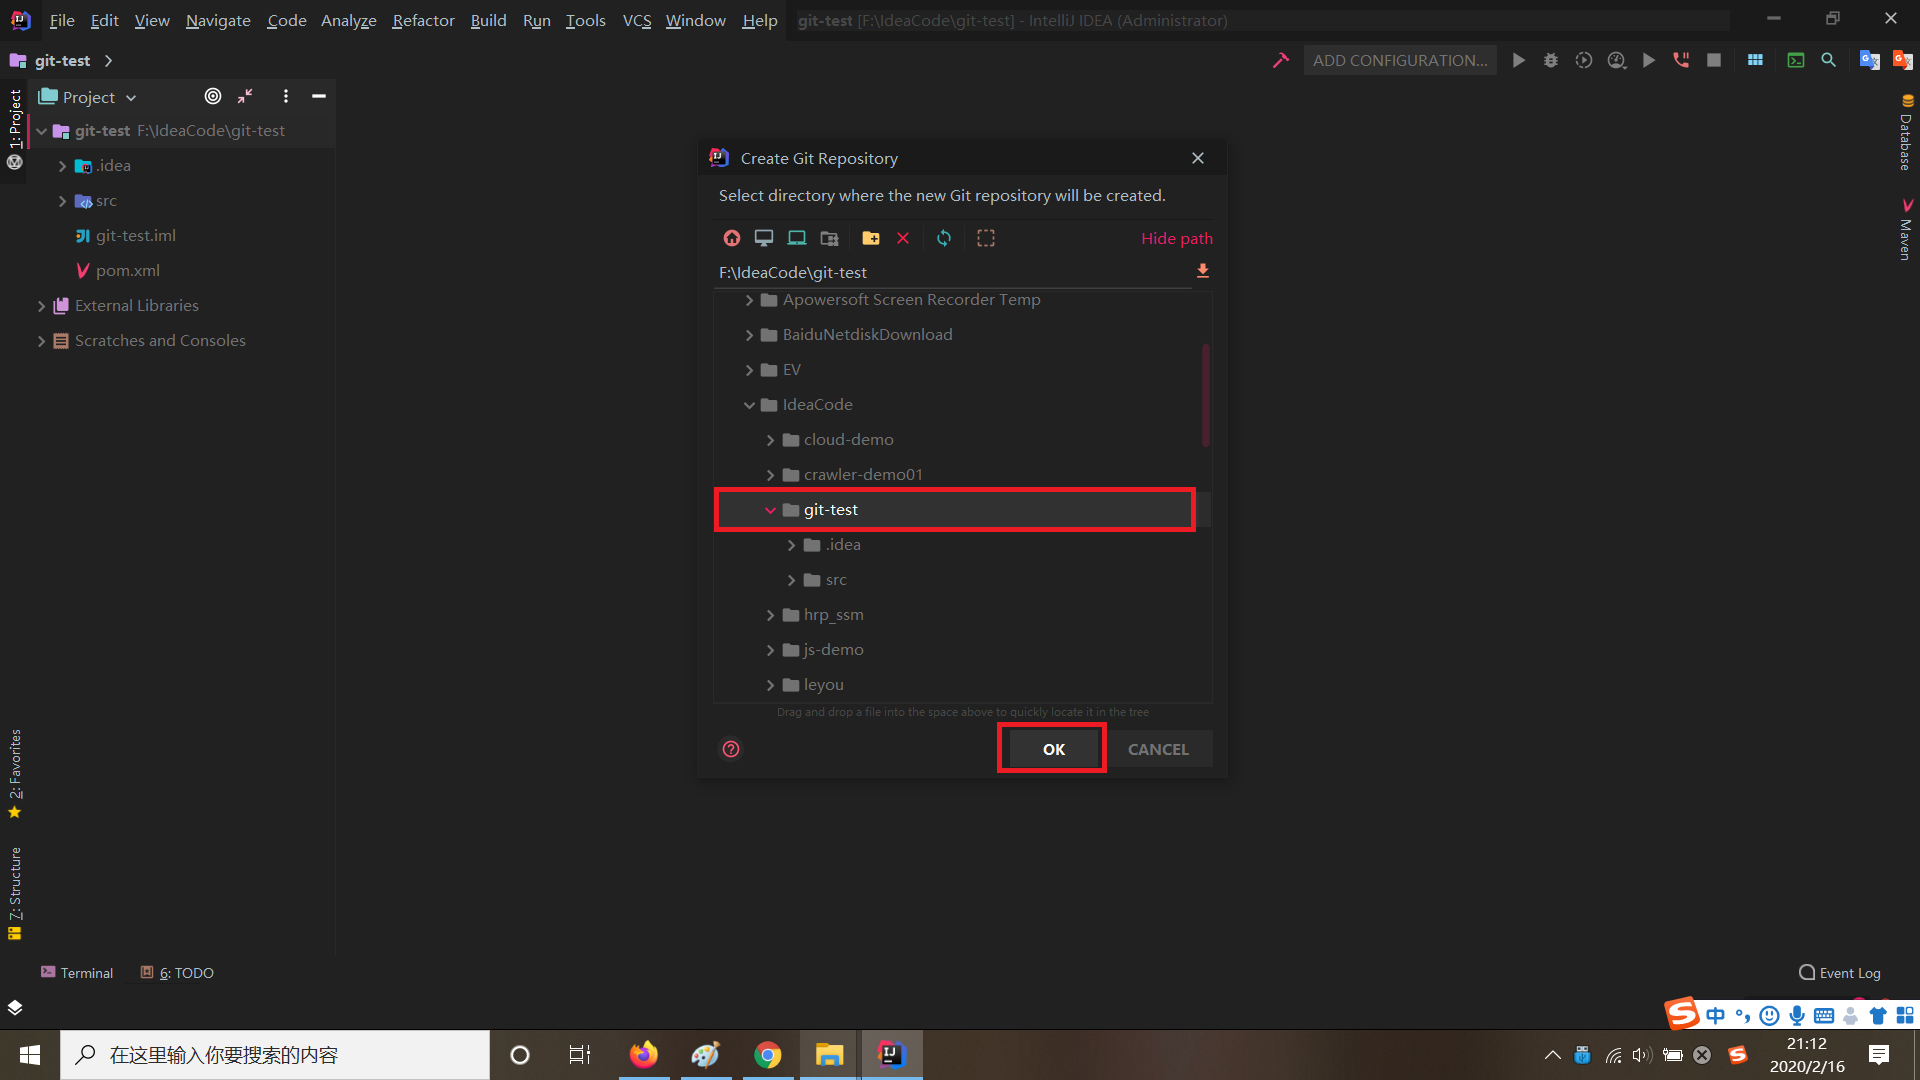 File Edit View Navigate Code Analyze Refactor Build Run Tools VCS Window Help git-test [F:\IdeaCode\git-test] - IntelliJ IDEA (Administrator)
git-test
ADD CONFIGURATION...
Project
1: Project
git-test F:\IdeaCode\git-test
.idea
src
git-test.iml
pom.xml
External Libraries
Scratches and Consoles
Database
Maven
Create Git Repository
Select directory where the new Git repository will be created.
Hide path
F:\IdeaCode\git-test
Apowersoft Screen Recorder Temp
BaiduNetdiskDownload
EV
IdeaCode
cloud-demo
crawler-demo01
git-test
.idea
src
hrp_ssm
js-demo
leyou
Drag and drop a file into the space above to quickly locate it in the tree
OK
CANCEL
2: Favorites
7: Structure
Terminal
6: TODO
Event Log
中
在这里输入你要搜索的内容
21:12
2020/2/16